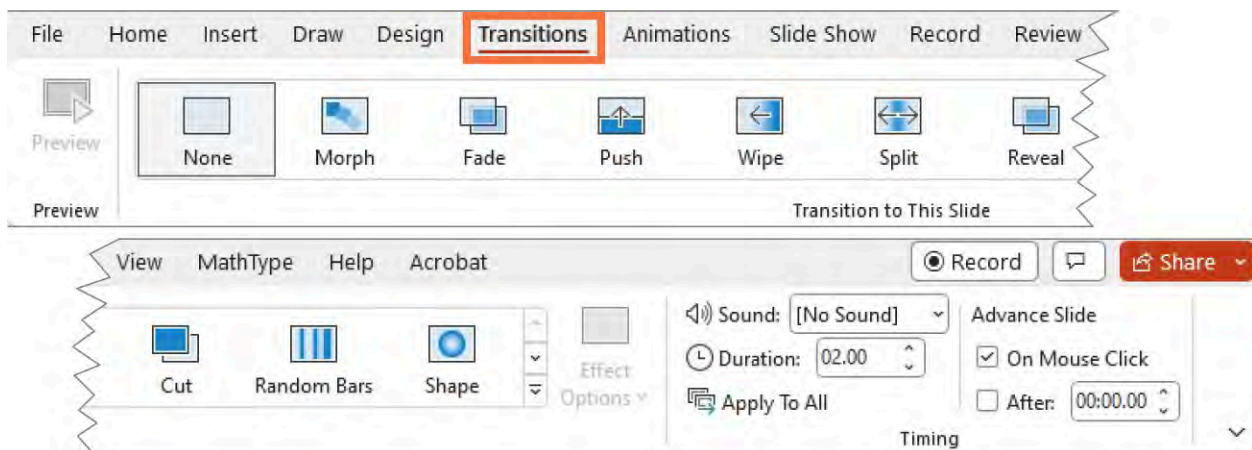 File Home Insert Draw Design Transitions Animations Slide Show Record Review
Preview None Morph Fade Push Wipe Split Reveal
Preview Transition to This Slide
View MathType Help Acrobat Record Share
Sound: [No Sound] Advance Slide
Duration: 02.00 On Mouse Click
Cut Random Bars Shape Effect Options Apply To All After: 00:00.00
Timing